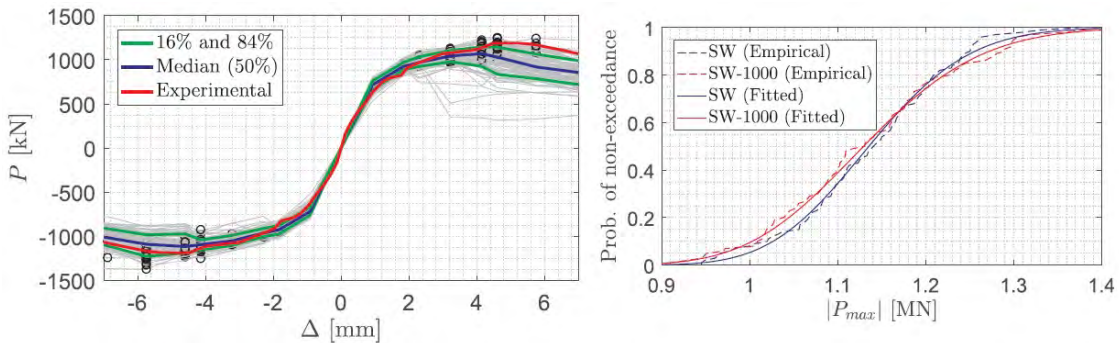 1500
1000
500
0
-500
-1000
-1500
P [kN]
16% and 84%
Median (50%)
Experimental
-6 -4 -2 0 2 4 6
Δ [mm]
1
0.8
0.6
0.4
0.2
0
Prob. of non-exceedance
SW (Empirical)
SW-1000 (Empirical)
SW (Fitted)
SW-1000 (Fitted)
0.9 1 1.1 1.2 1.3 1.4
|Pmax| [MN]